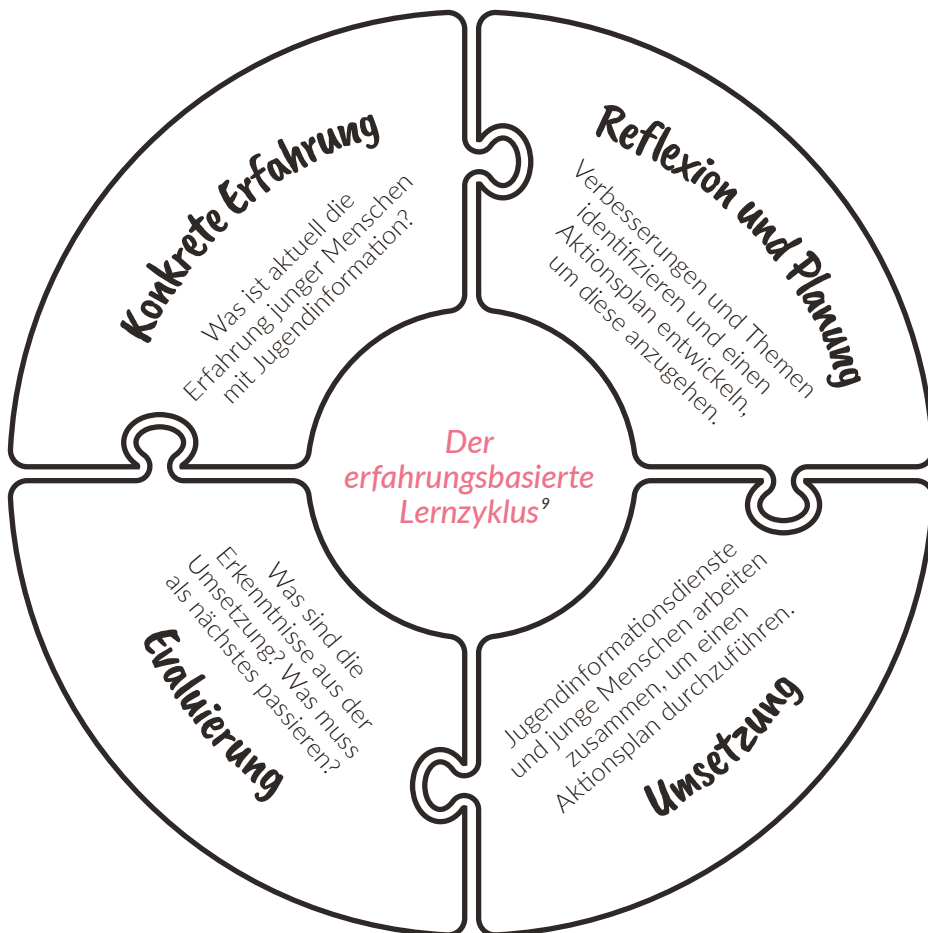 Konkrete Erfahrung
Was ist aktuell die
Erfahrung junger Menschen
mit Jugendinformation?
Reflexion und Planung
Verbesserungen und Themen
identifizieren und einen
Aktionsplan entwickeln,
um diese anzugehen.
Der
erfahrungsbasierte
Lernzyklus⁹
Jugendinformationsdienste
und junge Menschen arbeiten
zusammen, um einen
Aktionsplan durchzuführen.
Umsetzung
Was sind die
Erkenntnisse aus der
Umsetzung? Was muss
als nächstes passieren?
Evaluierung